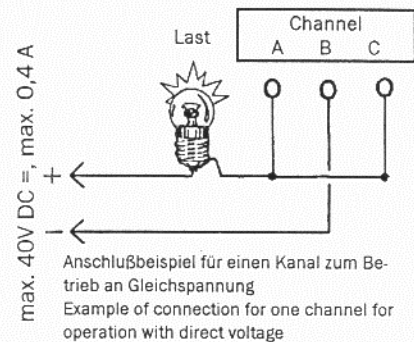 Channel
Last
A B C
max. 40V DC =, max. 0,4 A
+
−
Anschlußbeispiel für einen Kanal zum Be-
trieb an Gleichspannung
Example of connection for one channel for
operation with direct voltage